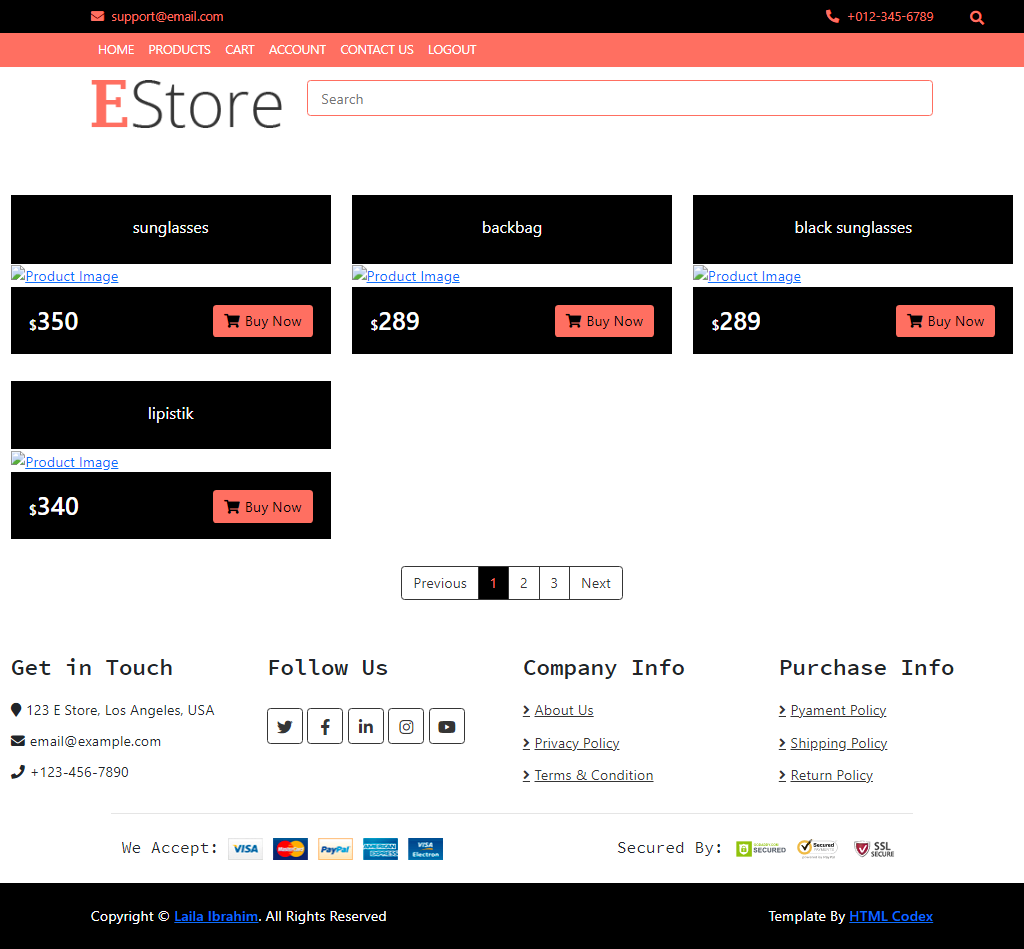 support@email.com +012-345-6789
HOME PRODUCTS CART ACCOUNT CONTACT US LOGOUT
EStore Search
sunglasses backbag black sunglasses
Product Image Product Image Product Image
$350 Buy Now $289 Buy Now $289 Buy Now
lipistik
Product Image
$340 Buy Now
Previous 1 2 3 Next
Get in Touch Follow Us Company Info Purchase Info
123 E Store, Los Angeles, USA About Us Pyament Policy
email@example.com Privacy Policy Shipping Policy
+123-456-7890 Terms & Condition Return Policy
We Accept: VISA MasterCard PayPal AMERICAN EXPRESS VISA Electron Secured By: SECURED Secured SSL SECURE
Copyright © Laila Ibrahim. All Rights Reserved Template By HTML Codex